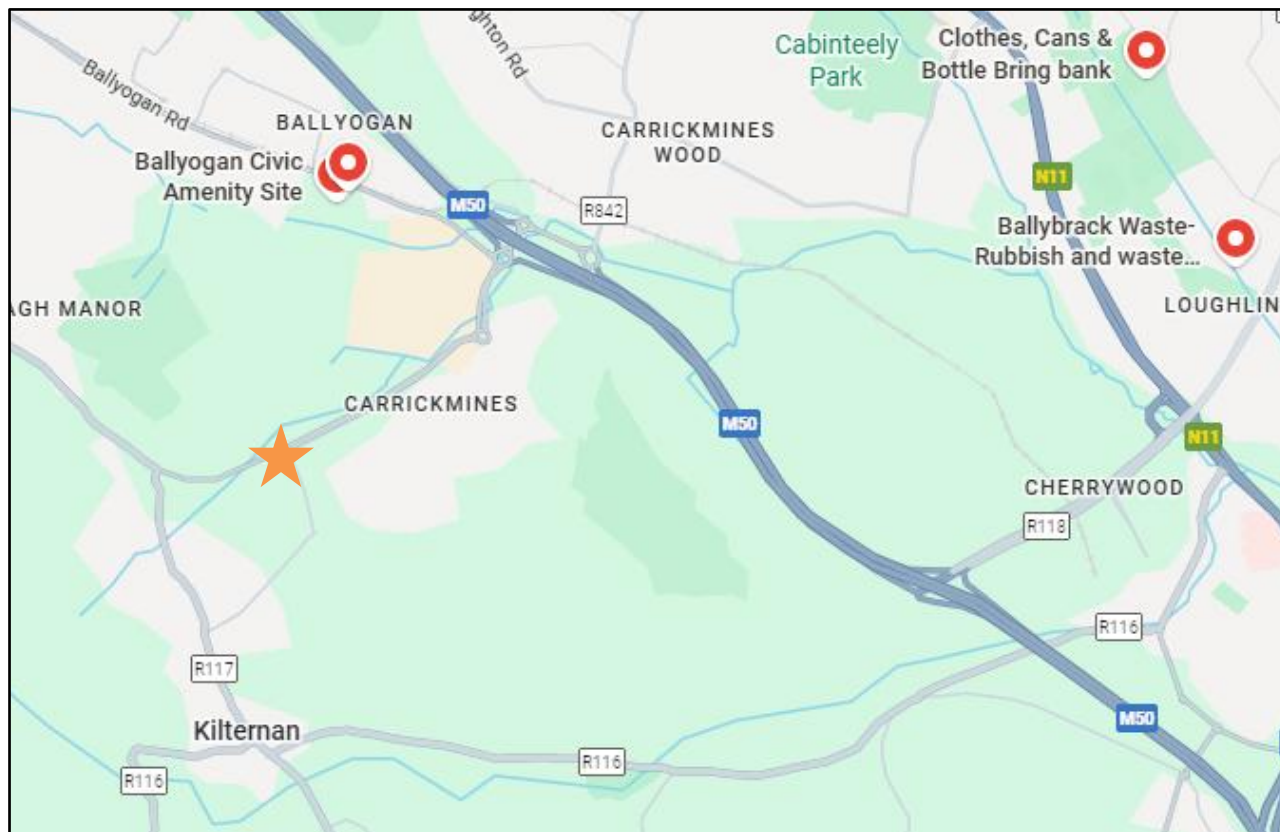 ghton Rd
Cabinteely
Park
Clothes, Cans &
Bottle Bring bank
Ballyogan Rd
BALLYOGAN
CARRICKMINES
WOOD
Ballyogan Civic
Amenity Site
N11
M50
R842
Ballybrack Waste-
Rubbish and waste...
AGH MANOR
LOUGHLIN
CARRICKMINES
M50
N11
CHERRYWOOD
R118
R116
R117
Kilternan
M50
R116
R116